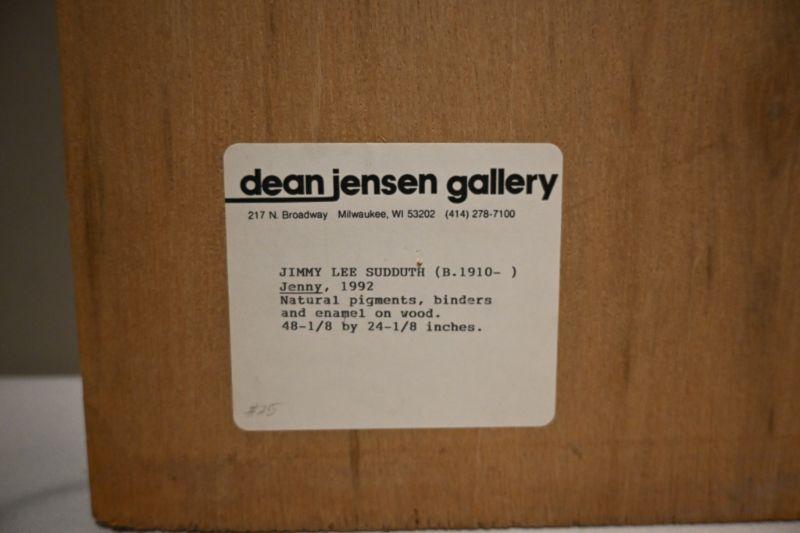 dean jensen gallery
217 N. Broadway Milwaukee, WI 53202 (414) 278-7100
JIMMY LEE SUDDUTH (B.1910- )
Jenny, 1992
Natural pigments, binders
and enamel on wood.
48-1/8 by 24-1/8 inches.
#25